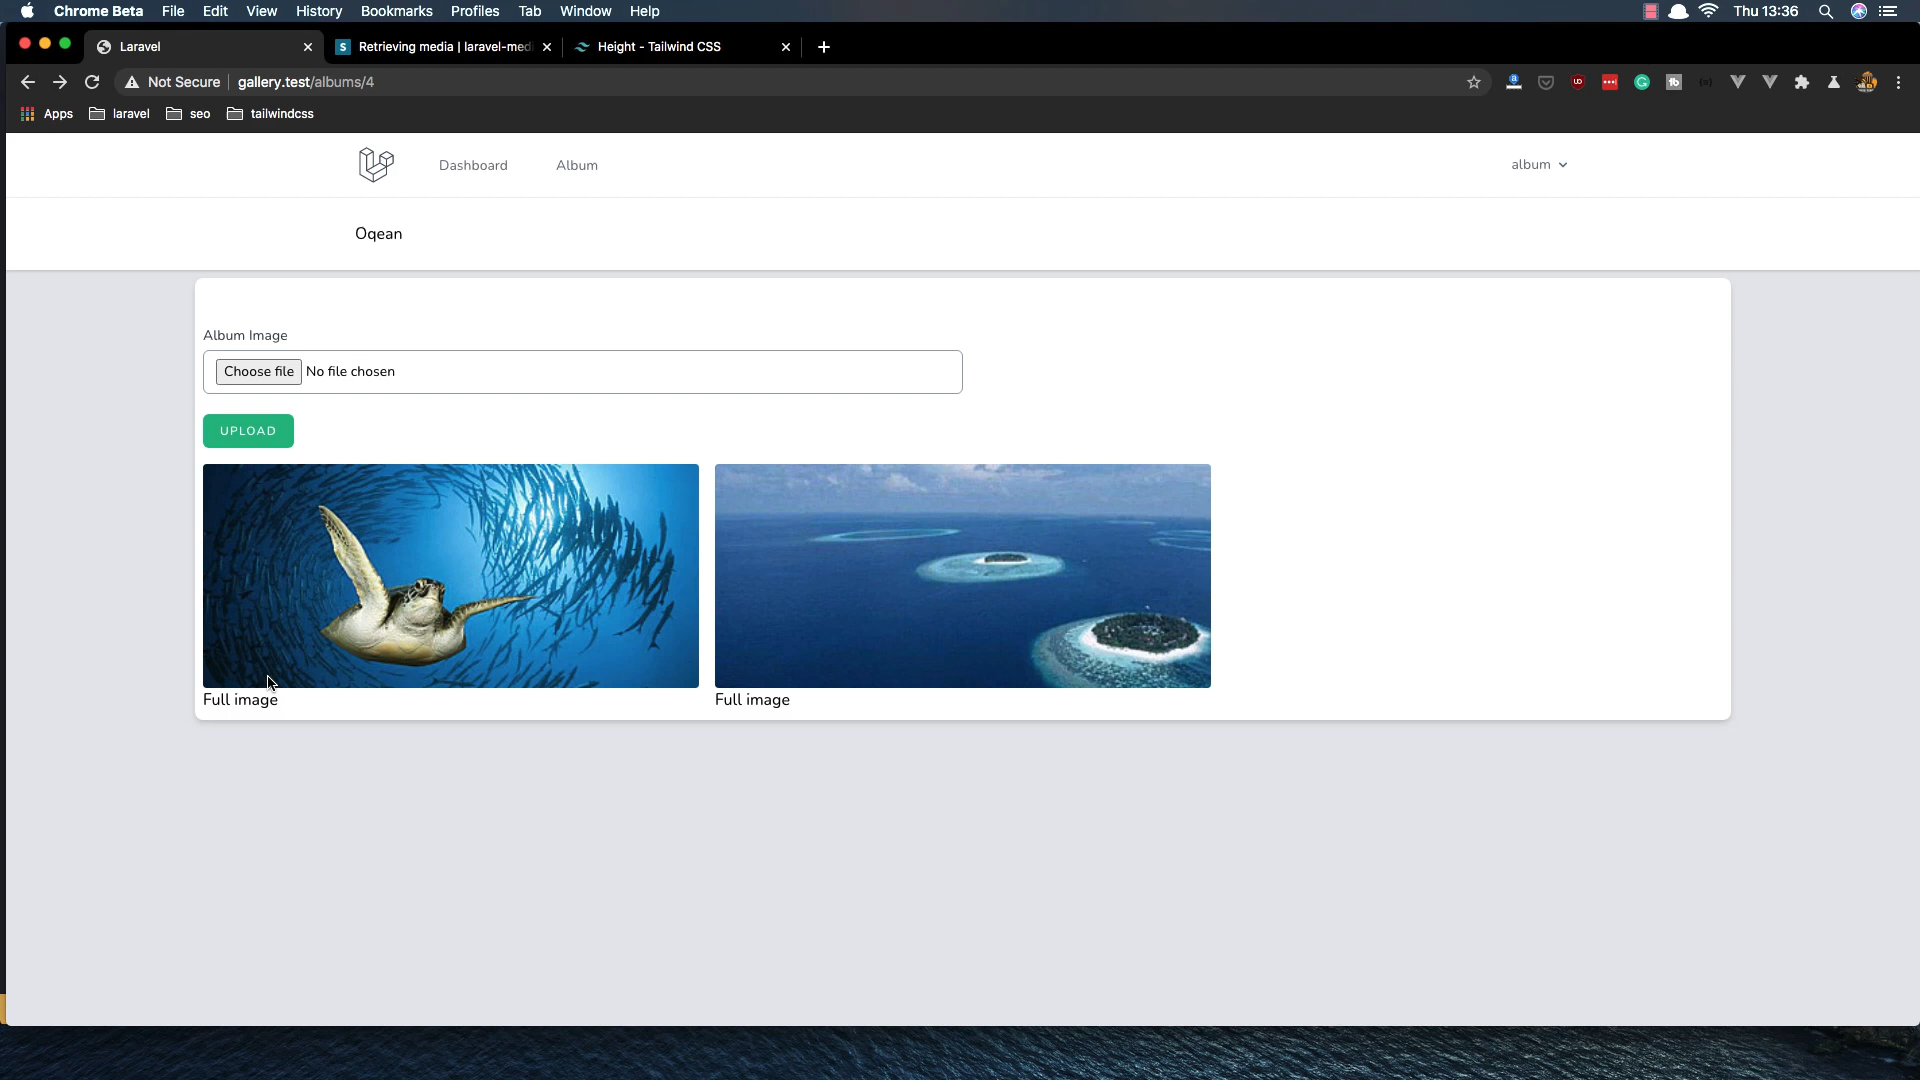 Chrome Beta File Edit View History Bookmarks Profiles Tab Window Help Thu 13:36
Laravel Retrieving media | laravel-med Height - Tailwind CSS
Not Secure gallery.test/albums/4
Apps laravel seo tailwindcss
Dashboard Album album
Oqean
Album Image
Choose file No file chosen
UPLOAD
Full image Full image